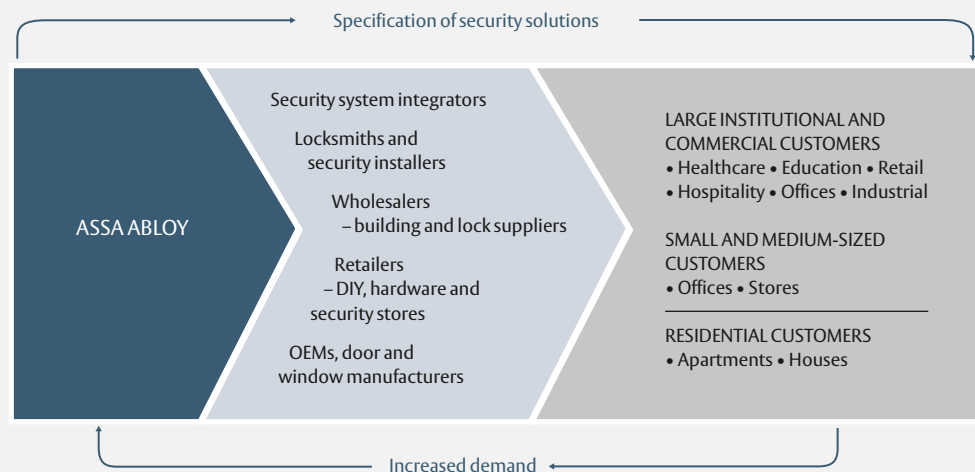 Specification of security solutions
ASSA ABLOY
Security system integrators
Locksmiths and
security installers
Wholesalers
– building and lock suppliers
Retailers
– DIY, hardware and
security stores
OEMs, door and
window manufacturers
LARGE INSTITUTIONAL AND
COMMERCIAL CUSTOMERS
• Healthcare • Education • Retail
• Hospitality • Offices • Industrial
SMALL AND MEDIUM-SIZED
CUSTOMERS
• Offices • Stores
RESIDENTIAL CUSTOMERS
• Apartments • Houses
Increased demand